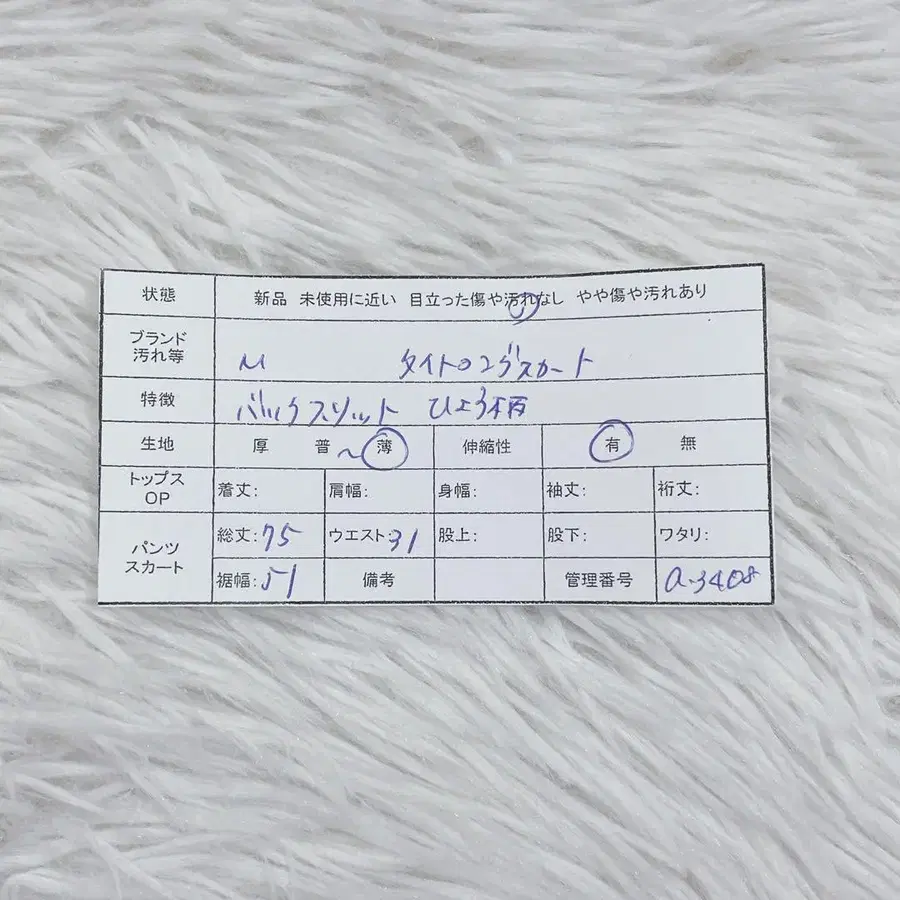 状態 新品 未使用に近い 目立った傷や汚れなし やや傷や汚れあり
ブランド
汚れ等 M タイトロングスカート
特徴 バックスリット ひょう柄
生地 厚 普 ~ 薄 伸縮性 有 無
トップス
OP 着丈: 肩幅: 身幅: 袖丈: 裄丈:
パンツ
スカート 総丈:75 ウエスト:31 股上: 股下: ワタリ:
裾幅:51 備考 管理番号 a-3408